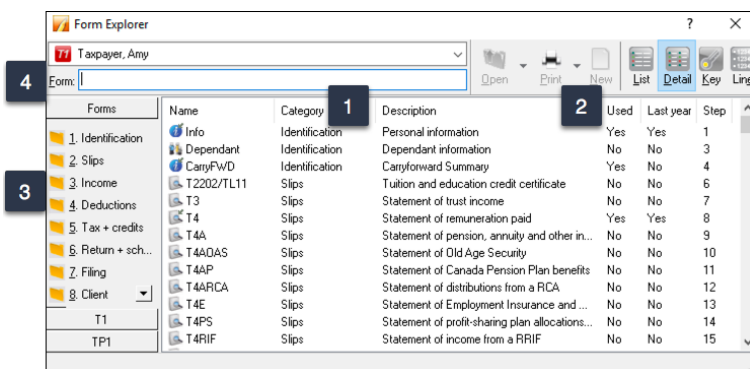 Form Explorer ? X
T1 Taxpayer, Amy
4 Form:
Open Print New List Detail Key
Forms
1. Identification
2. Slips
3 3. Income
4. Deductions
5. Tax + credits
6. Return + sch...
7. Filing
8. Client
T1
TP1
Name Category 1 Description 2 Used Last year Step
Info Identification Personal information Yes Yes 1
Dependant Identification Dependant information No No 3
CarryFWD Identification Carryforward Summary Yes No 4
T2202/TL11 Slips Tuition and education credit certificate No No 6
T3 Slips Statement of trust income No No 7
T4 Slips Statement of remuneration paid Yes Yes 8
T4A Slips Statement of pension, annuity and other in... No No 9
T4AOAS Slips Statement of Old Age Security No No 10
T4AP Slips Statement of Canada Pension Plan benefits No No 11
T4ARCA Slips Statement of distributions from a RCA No No 12
T4E Slips Statement of Employment Insurance and ... No No 13
T4PS Slips Statement of profit-sharing plan allocations... No No 14
T4RIF Slips Statement of income from a RRIF No No 15